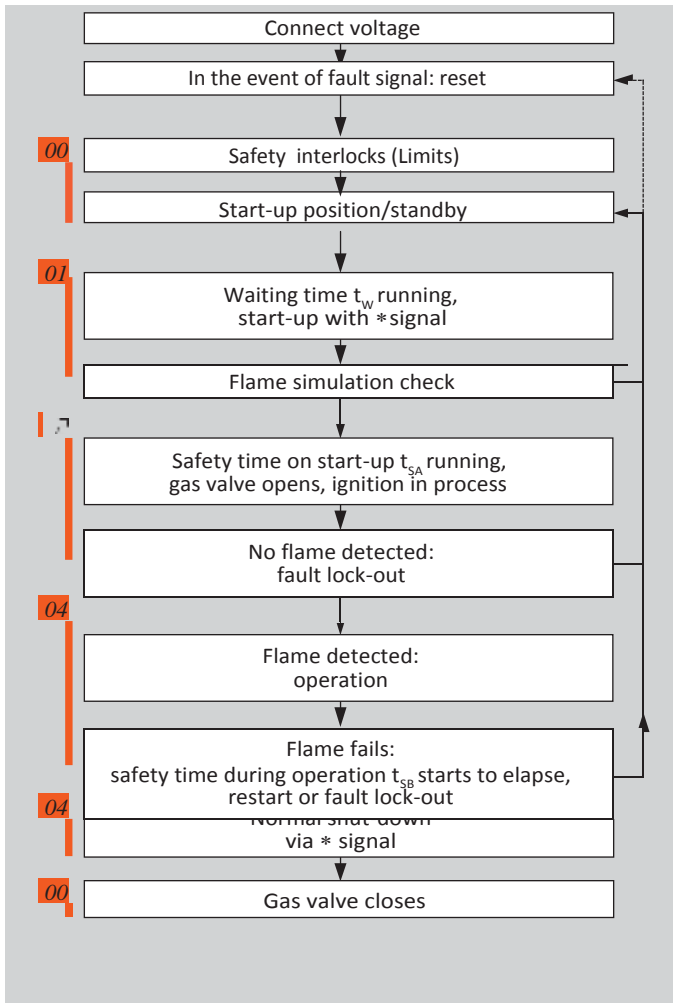 Connect voltage
In the event of fault signal: reset
00
Safety interlocks (Limits)
Start-up position/standby
01
Waiting time tW running,
start-up with * signal
Flame simulation check
Safety time on start-up tSA running,
gas valve opens, ignition in process
No flame detected:
fault lock-out
04
Flame detected:
operation
Flame fails:
safety time during operation tSB starts to elapse,
restart or fault lock-out
04
Normal shut-down
via * signal
00
Gas valve closes